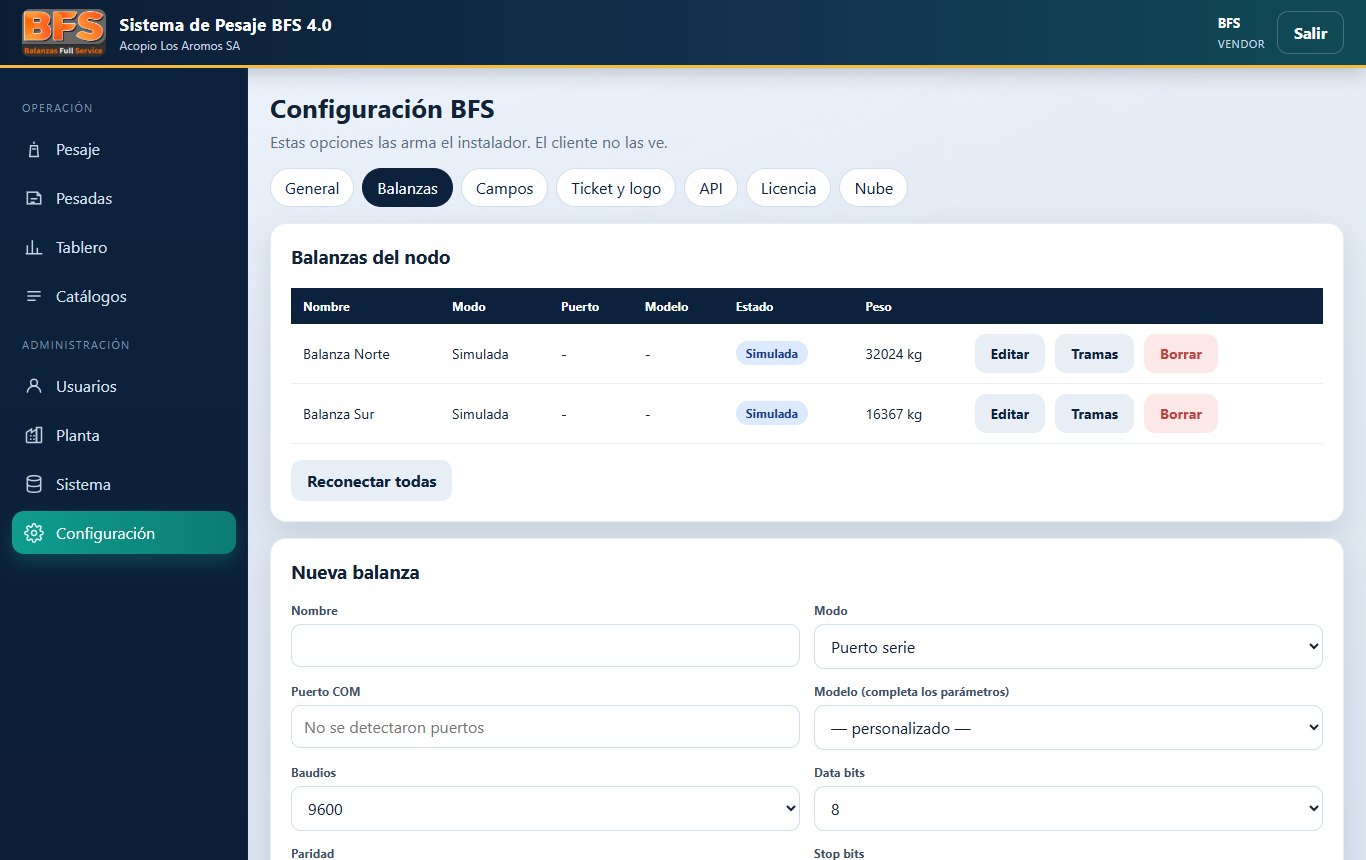 BFS
Balanzas Full Service
Sistema de Pesaje BFS 4.0
Acopio Los Aromos SA
BFS
VENDOR
Salir
OPERACIÓN
Pesaje
Pesadas
Tablero
Catálogos
ADMINISTRACIÓN
Usuarios
Planta
Sistema
Configuración
Configuración BFS
Estas opciones las arma el instalador. El cliente no las ve.
General Balanzas Campos Ticket y logo API Licencia Nube
Balanzas del nodo
Nombre Modo Puerto Modelo Estado Peso
Balanza Norte Simulada - - Simulada 32024 kg Editar Tramas Borrar
Balanza Sur Simulada - - Simulada 16367 kg Editar Tramas Borrar
Reconectar todas
Nueva balanza
Nombre Modo
Puerto serie
Puerto COM Modelo (completa los parámetros)
No se detectaron puertos — personalizado —
Baudios Data bits
9600 8
Paridad Stop bits